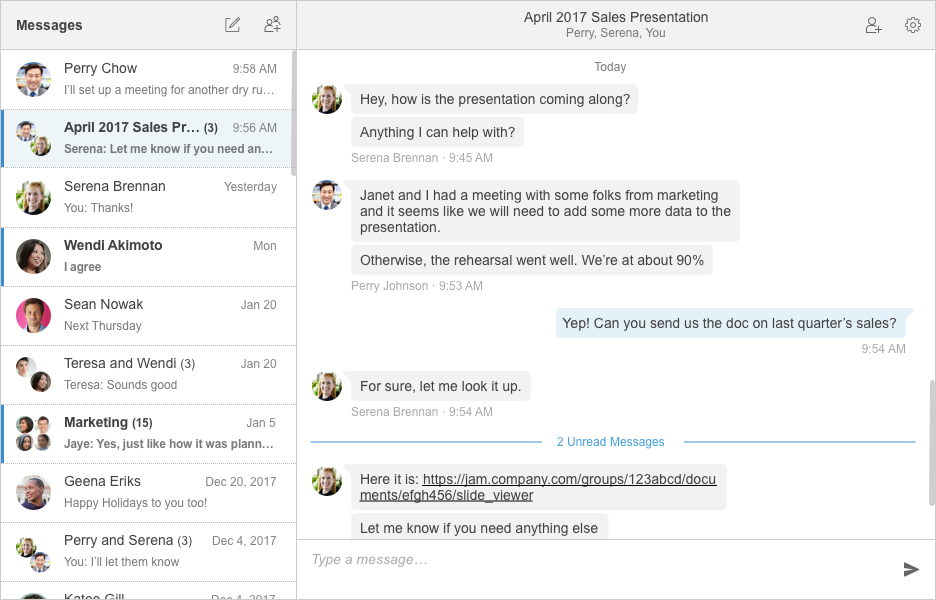 Messages
Perry Chow 9:58 AM
I’ll set up a meeting for another dry ru…
April 2017 Sales Pr… (3) 9:56 AM
Serena: Let me know if you need an…
Serena Brennan Yesterday
You: Thanks!
Wendi Akimoto Mon
I agree
Sean Nowak Jan 20
Next Thursday
Teresa and Wendi (3) Jan 20
Teresa: Sounds good
Marketing (15) Jan 5
Jaye: Yes, just like how it was plann…
Geena Eriks Dec 20, 2017
Happy Holidays to you too!
Perry and Serena (3) Dec 4, 2017
You: I’ll let them know
April 2017 Sales Presentation
Perry, Serena, You
Today
Hey, how is the presentation coming along?
Anything I can help with?
Serena Brennan · 9:45 AM
Janet and I had a meeting with some folks from marketing
and it seems like we will need to add some more data to the
presentation.
Otherwise, the rehearsal went well. We’re at about 90%
Perry Johnson · 9:53 AM
Yep! Can you send us the doc on last quarter’s sales?
9:54 AM
For sure, let me look it up.
Serena Brennan · 9:54 AM
2 Unread Messages
Here it is: https://jam.company.com/groups/123abcd/docu
ments/efgh456/slide_viewer
Let me know if you need anything else
Type a message…